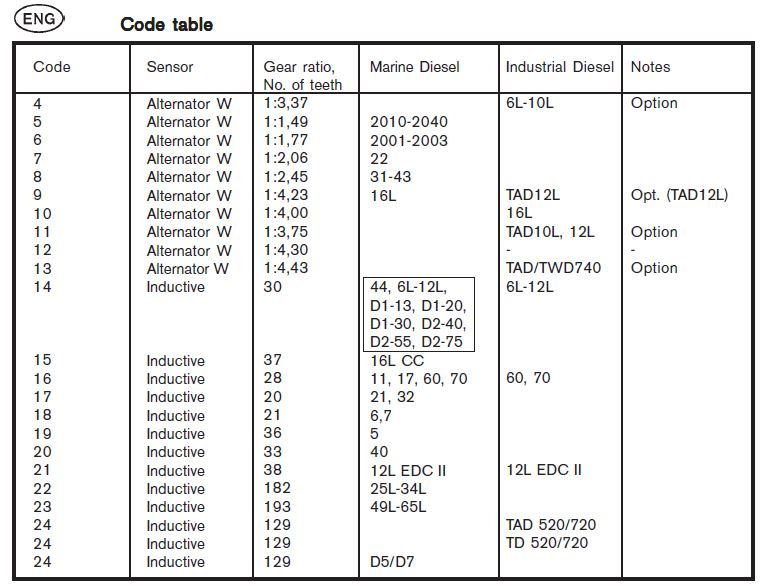 ENG
Code table
Code Sensor Gear ratio, Marine Diesel Industrial Diesel Notes
No. of teeth
4 Alternator W 1:3,37 6L-10L Option
5 Alternator W 1:1,49 2010-2040
6 Alternator W 1:1,77 2001-2003
7 Alternator W 1:2,06 22
8 Alternator W 1:2,45 31-43
9 Alternator W 1:4,23 16L TAD12L Opt. (TAD12L)
10 Alternator W 1:4,00 16L
11 Alternator W 1:3,75 TAD10L, 12L Option
12 Alternator W 1:4,30 - -
13 Alternator W 1:4,43 TAD/TWD740 Option
14 Inductive 30 44, 6L-12L, 6L-12L
D1-13, D1-20,
D1-30, D2-40,
D2-55, D2-75
15 Inductive 37 16L CC
16 Inductive 28 11, 17, 60, 70 60, 70
17 Inductive 20 21, 32
18 Inductive 21 6,7
19 Inductive 36 5
20 Inductive 33 40
21 Inductive 38 12L EDC II 12L EDC II
22 Inductive 182 25L-34L
23 Inductive 193 49L-65L
24 Inductive 129 TAD 520/720
24 Inductive 129 TD 520/720
24 Inductive 129 D5/D7